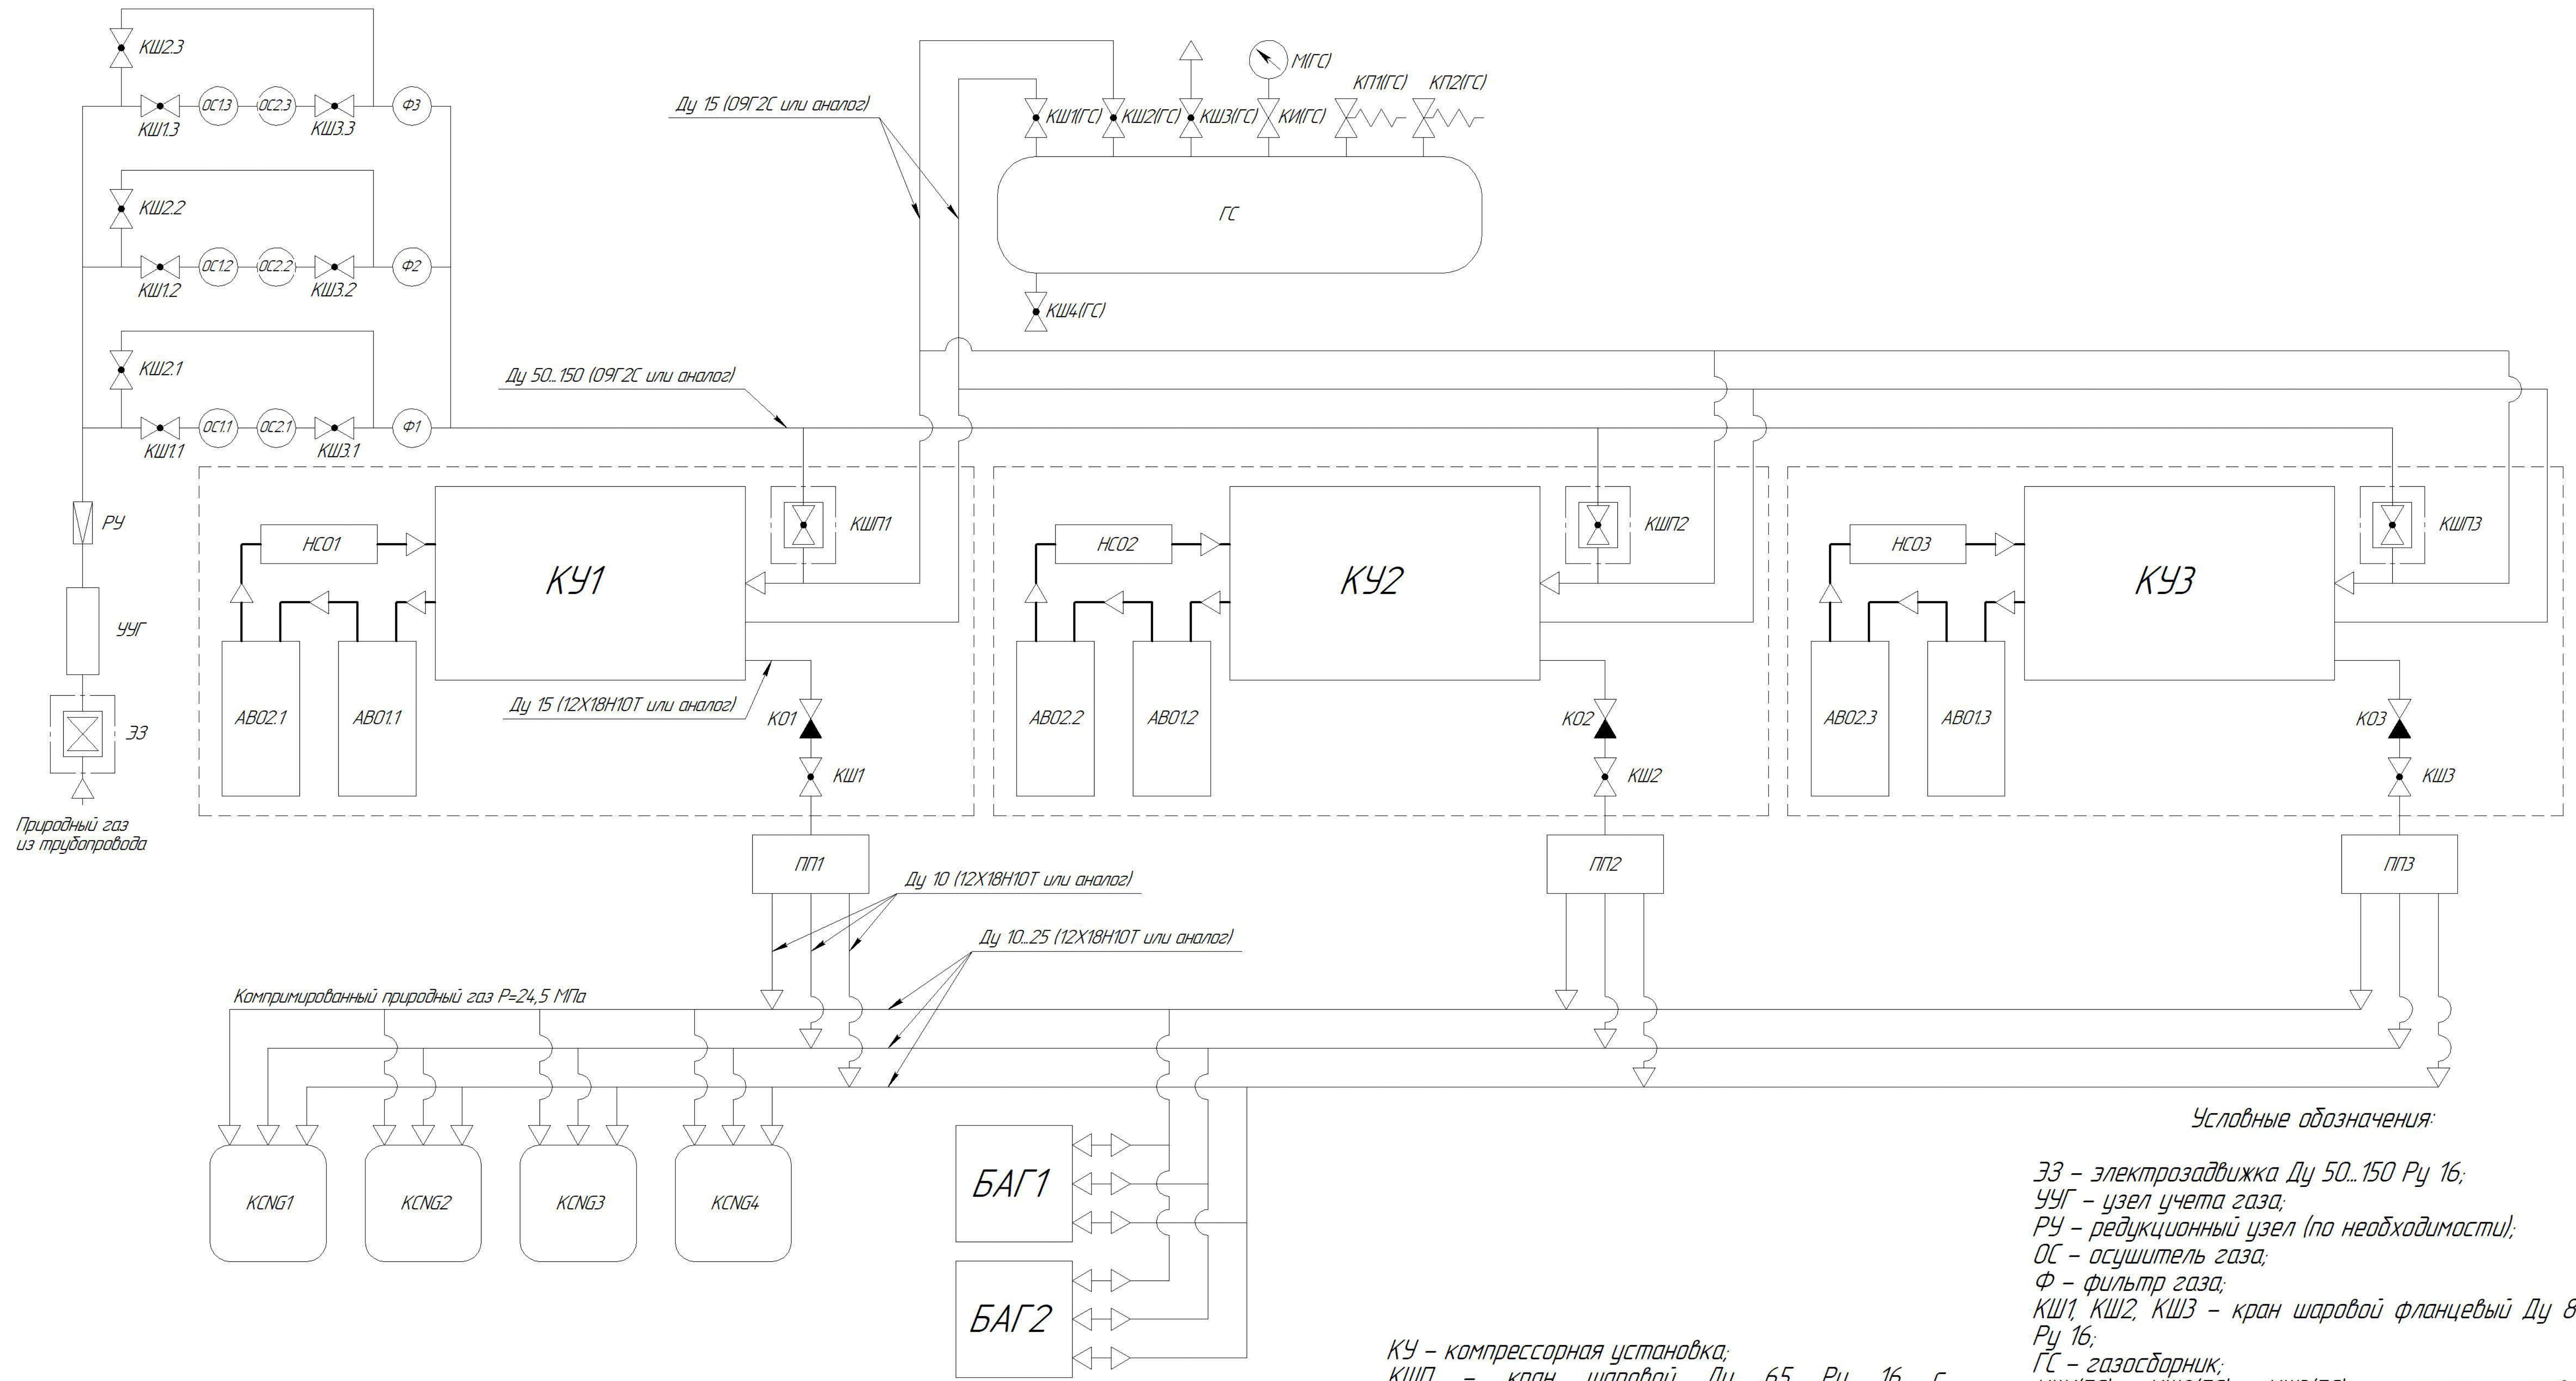 КШ2.3
М(ГС)
КП1(ГС)
КП2(ГС)
Ду 15 (09Г2С или аналог)
КШ1.3
ОС1.3
ОС2.3
КШ3.3
Ф3
КШ1(ГС)
КШ2(ГС)
КШ3(ГС)
КИ(ГС)
КШ2.2
ГС
КШ1.2
ОС1.2
ОС2.2
КШ3.2
Ф2
КШ4(ГС)
КШ2.1
Ду 50...150 (09Г2С или аналог)
КШ1.1
ОС1.1
ОС2.1
КШ3.1
Ф1
РУ
УУГ
ЭЗ
Природный газ
из трубопровода
НСО1
КУ1
КШП1
АВО2.1
АВО1.1
Ду 15 (12Х18Н10Т или аналог)
КО1
КШ1
НСО2
КУ2
КШП2
АВО2.2
АВО1.2
КО2
КШ2
НСО3
КУ3
КШП3
АВО2.3
АВО1.3
КО3
КШ3
ПП1
ПП2
ПП3
Ду 10 (12Х18Н10Т или аналог)
Ду 10...25 (12Х18Н10Т или аналог)
Компримированный природный газ Р=24,5 МПа
KCNG1
KCNG2
KCNG3
KCNG4
БАГ1
БАГ2
КУ – компрессорная установка;
КШП – кран шаровой Ду 65 Ру 16 с
Условные обозначения:
ЭЗ – электрозадвижка Ду 50...150 Ру 16;
УУГ – узел учета газа;
РУ – редукционный узел (по необходимости);
ОС – осушитель газа;
Ф – фильтр газа;
КШ1, КШ2, КШ3 – кран шаровой фланцевый Ду 8
Ру 16;
ГС – газосборник;